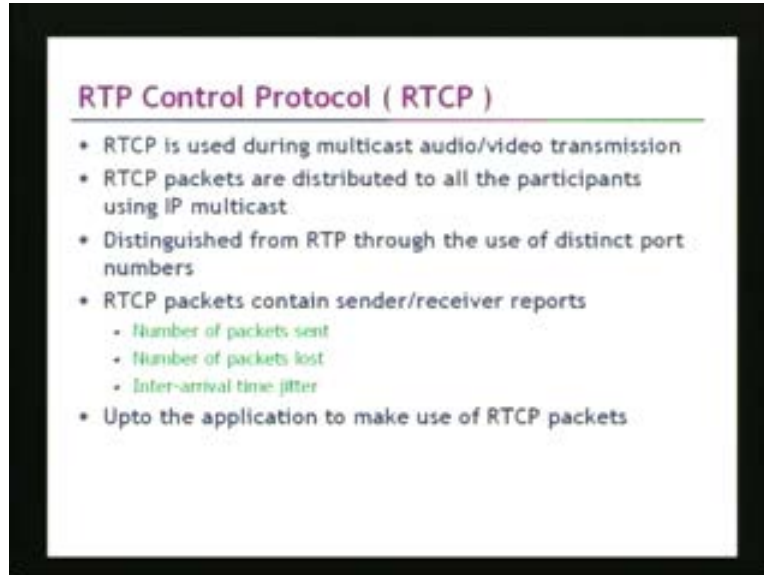 RTP Control Protocol ( RTCP )
• RTCP is used during multicast audio/video transmission
• RTCP packets are distributed to all the participants
using IP multicast
• Distinguished from RTP through the use of distinct port
numbers
• RTCP packets contain sender/receiver reports
• Number of packets sent
• Number of packets lost
• Inter-arrival time jitter
• Upto the application to make use of RTCP packets